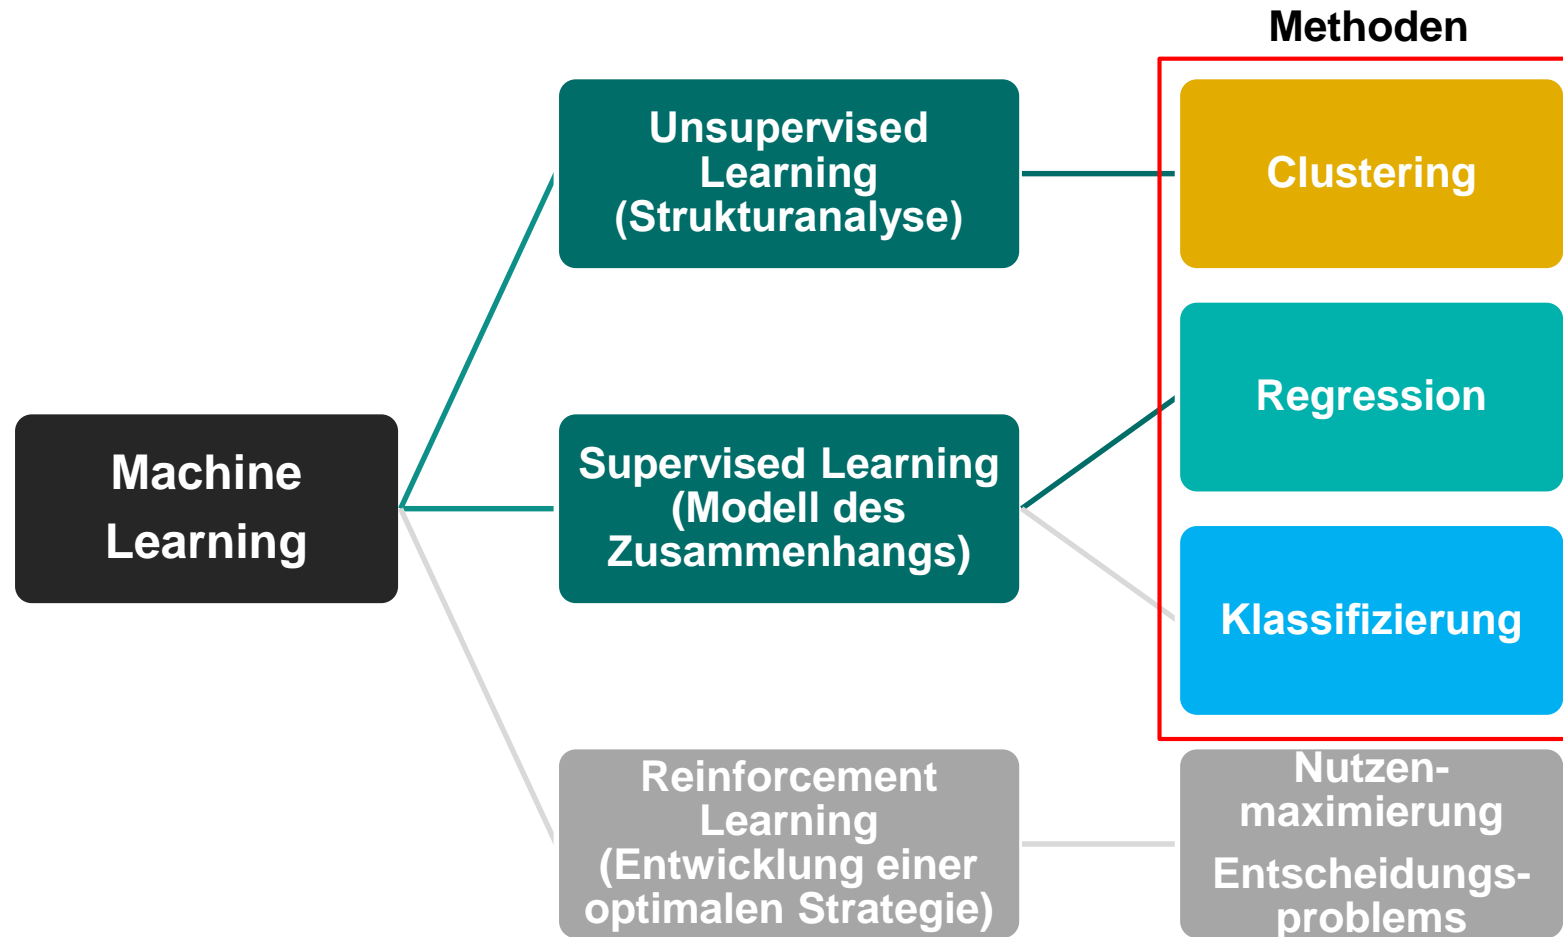 Methoden
Unsupervised
Learning
(Strukturanalyse)
Clustering
Regression
Machine
Learning
Supervised Learning
(Modell des
Zusammenhangs)
Klassifizierung
Reinforcement
Learning
(Entwicklung einer
optimalen Strategie)
Nutzen-
maximierung
Entscheidungs-
problems